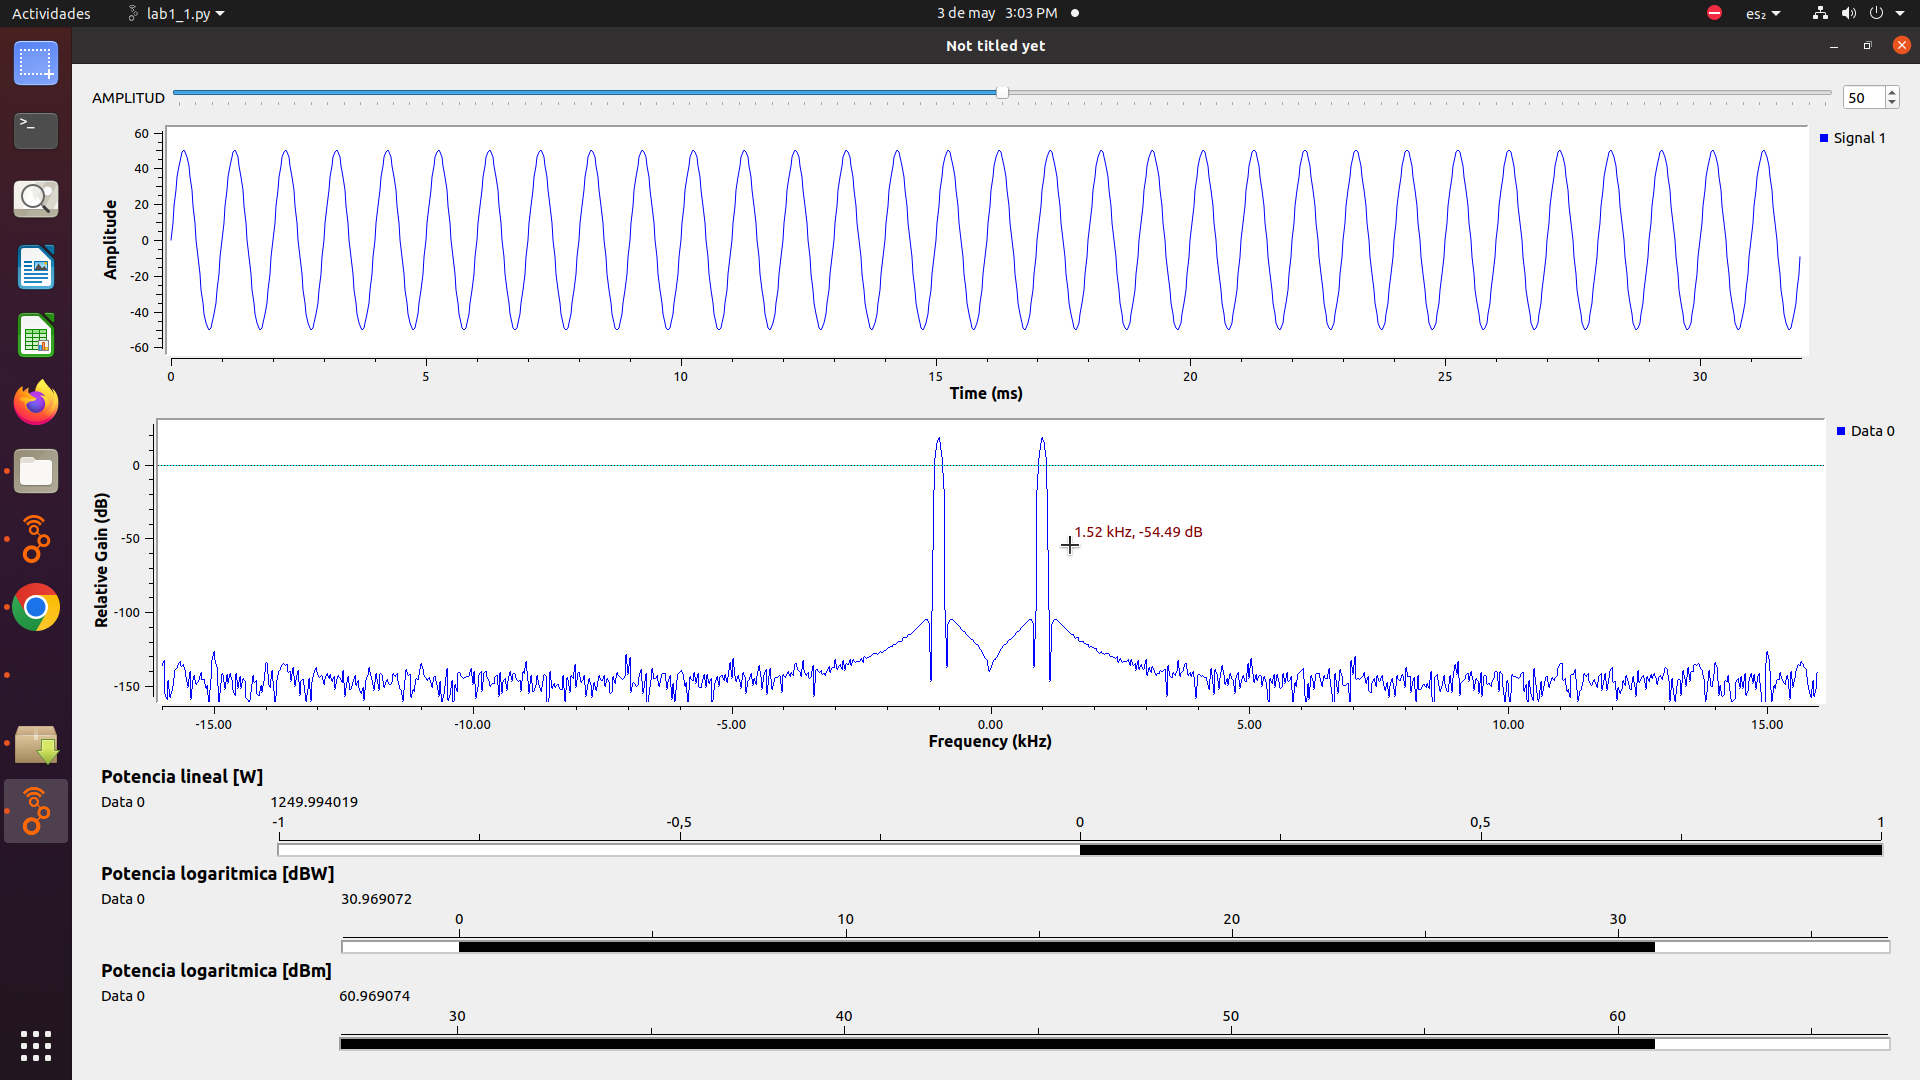 Actividades lab1_1.py 3 de may 3:03 PM es₂
Not titled yet
AMPLITUD 50
60
40
20
0
-20
-40
-60
Amplitude
Signal 1
0 5 10 15 20 25 30
Time (ms)
0
-50
-100
-150
Relative Gain (dB)
Data 0
1.52 kHz, -54.49 dB
-15.00 -10.00 -5.00 0.00 5.00 10.00 15.00
Frequency (kHz)
Potencia lineal [W]
Data 0 1249.994019
-1 -0,5 0 0,5 1
Potencia logaritmica [dBW]
Data 0 30.969072
0 10 20 30
Potencia logaritmica [dBm]
Data 0 60.969074
30 40 50 60